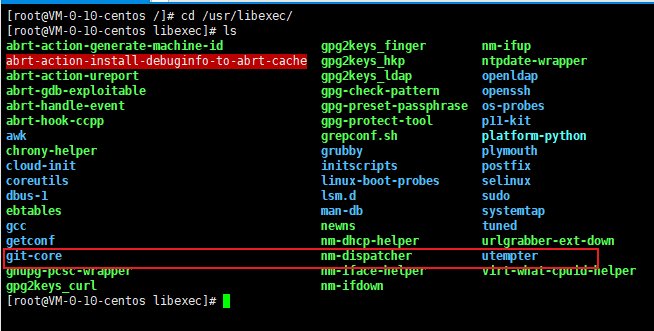 [root@VM-0-10-centos /]# cd /usr/libexec/
[root@VM-0-10-centos libexec]# ls
abrt-action-generate-machine-id gpg2keys_finger nm-ifup
abrt-action-install-debuginfo-to-abrt-cache gpg2keys_hkp ntpdate-wrapper
abrt-action-ureport gpg2keys_ldap openldap
abrt-gdb-exploitable gpg-check-pattern openssh
abrt-handle-event gpg-preset-passphrase os-probes
abrt-hook-ccpp gpg-protect-tool p11-kit
awk grepconf.sh platform-python
chrony-helper grubby plymouth
cloud-init initscripts postfix
coreutils linux-boot-probes selinux
dbus-1 lsm.d sudo
ebtables man-db systemtap
gcc newns tuned
getconf nm-dhcp-helper urlgrabber-ext-down
git-core nm-dispatcher utempter
gnupg-pcsc-wrapper nm-iface-helper virt-what-cpuid-helper
gpg2keys_curl nm-ifdown
[root@VM-0-10-centos libexec]#